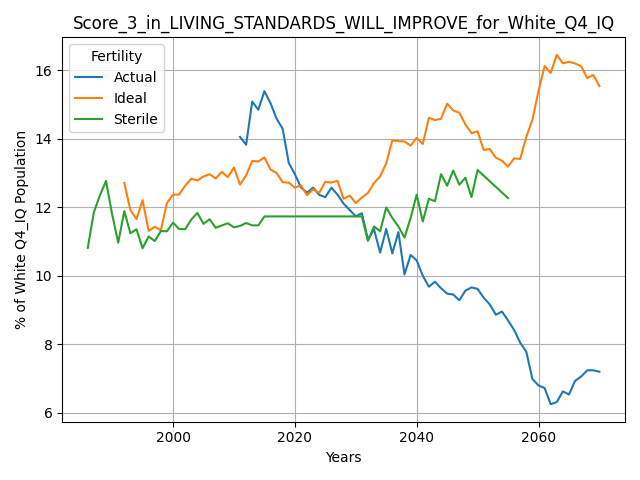 Score_3_in_LIVING_STANDARDS_WILL_IMPROVE_for_White_Q4_IQ
Fertility
Actual
Ideal
Sterile
% of White Q4_IQ Population
16
14
12
10
8
6
2000 2020 2040 2060
Years